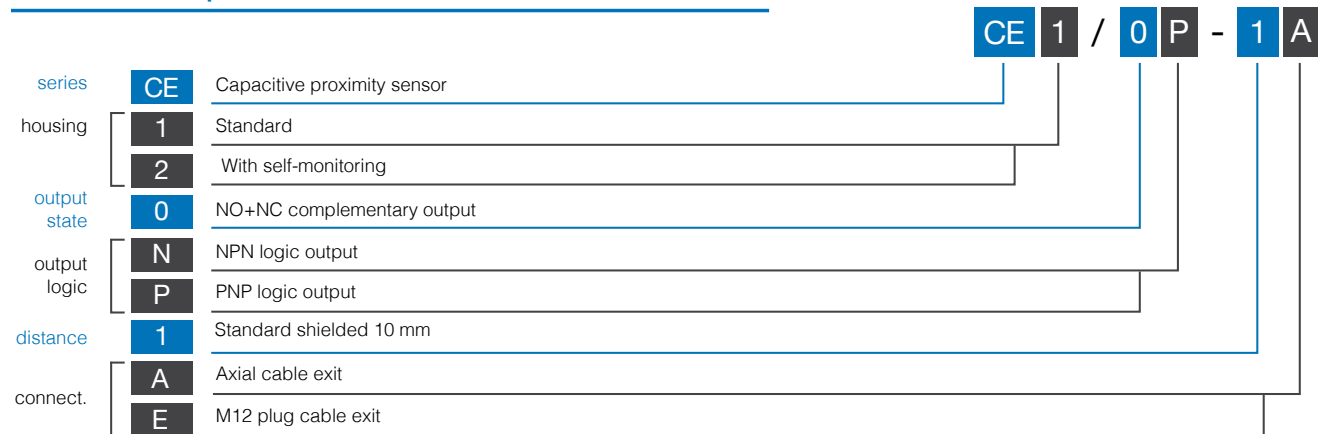 CE 1 / 0 P - 1 A
series CE Capacitive proximity sensor
housing 1 Standard
2 With self-monitoring
output state 0 NO+NC complementary output
output logic N NPN logic output
P PNP logic output
distance 1 Standard shielded 10 mm
connect. A Axial cable exit
E M12 plug cable exit